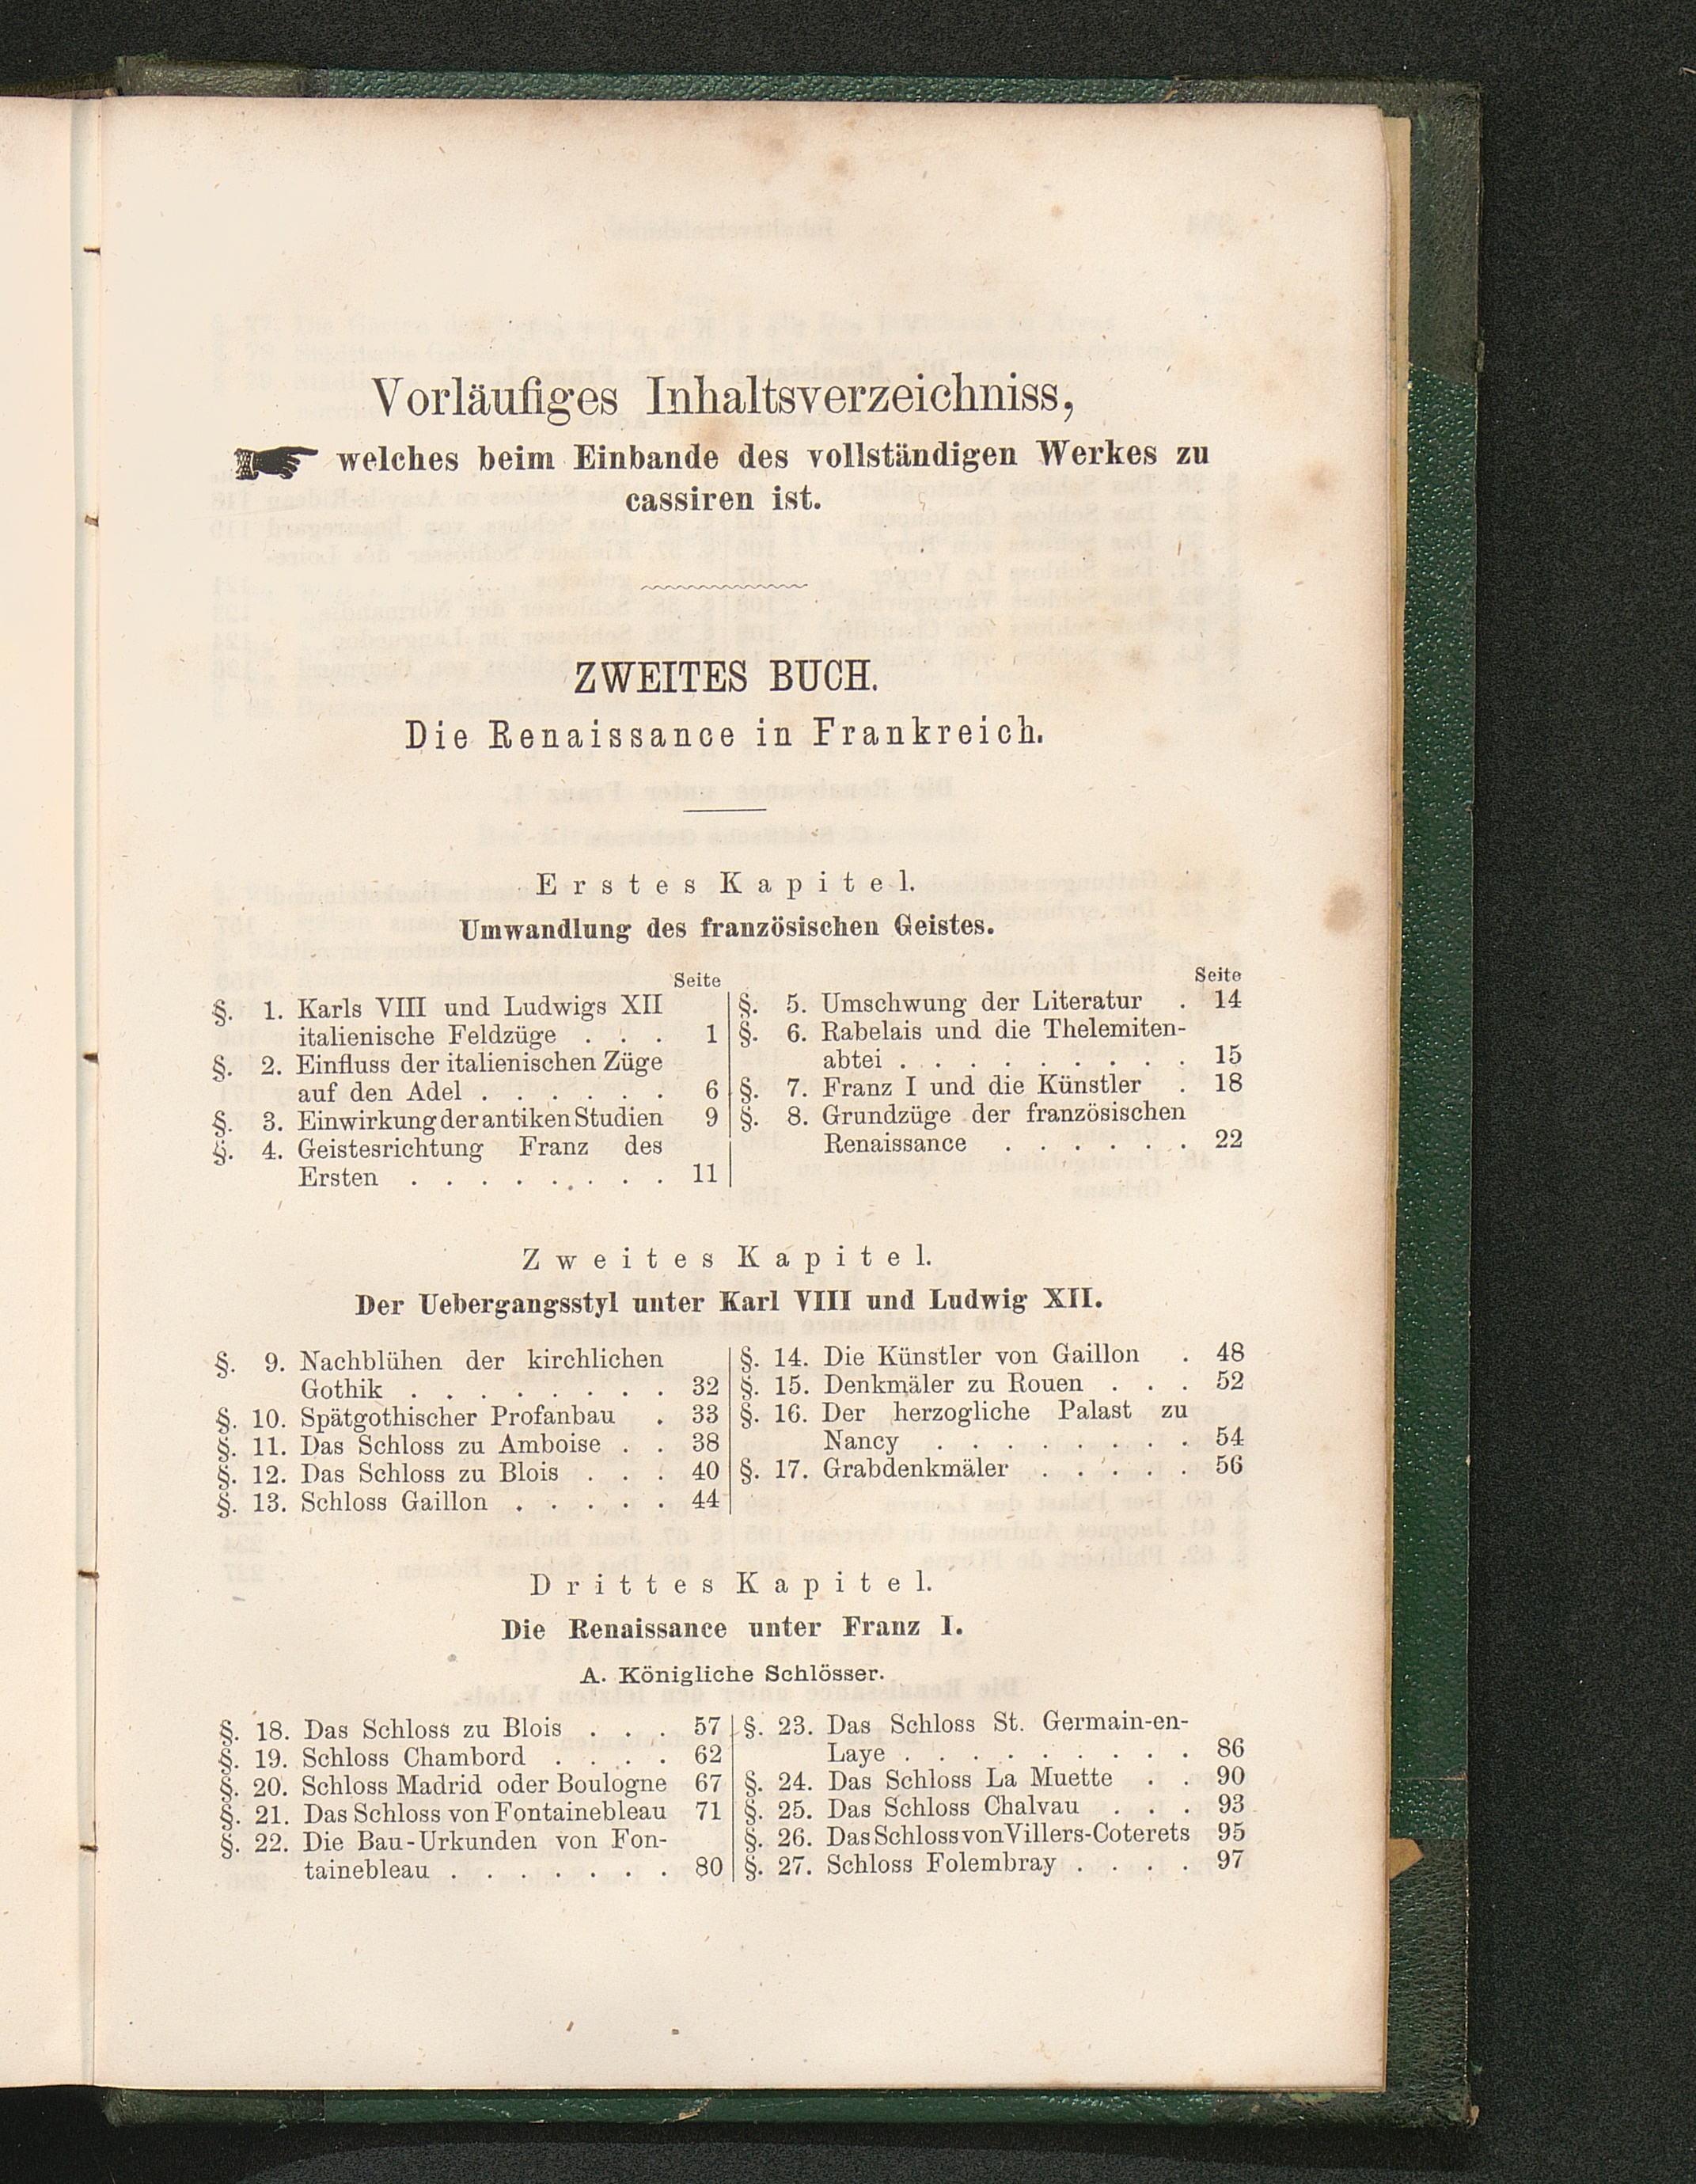 Vorläufiges Inhaltsverzeichniss,
welches beim Einbande des vollständigen Werkes zu
cassiren ist.
ZWEITES BUCH.
Die Renaissance in Frankreich.
Erstes Kapitel.
Umwandlung des französischen Geistes.
Seite
§. 1. Karls VIII und Ludwigs XII
italienische Feldzüge . . . 1
§. 2. Einfluss der italienischen Züge
auf den Adel . . . . . . 6
§. 3. Einwirkung der antiken Studien 9
§. 4. Geistesrichtung Franz des
Ersten . . . . . . . . 11
Seite
§. 5. Umschwung der Literatur . 14
§. 6. Rabelais und die Thelemiten-
abtei . . . . . . . . . 15
§. 7. Franz I und die Künstler . 18
§. 8. Grundzüge der französischen
Renaissance . . . . . . 22
Zweites Kapitel.
Der Uebergangsstyl unter Karl VIII und Ludwig XII.
§. 9. Nachblühen der kirchlichen
Gothik . . . . . . . . 32
§. 10. Spätgothischer Profanbau . 33
§. 11. Das Schloss zu Amboise . . 38
§. 12. Das Schloss zu Blois . . . 40
§. 13. Schloss Gaillon . . . . . 44
§. 14. Die Künstler von Gaillon . 48
§. 15. Denkmäler zu Rouen . . . 52
§. 16. Der herzogliche Palast zu
Nancy . . . . . . . . 54
§. 17. Grabdenkmäler . . . . . 56
Drittes Kapitel.
Die Renaissance unter Franz I.
A. Königliche Schlösser.
§. 18. Das Schloss zu Blois . . . 57
§. 19. Schloss Chambord . . . . 62
§. 20. Schloss Madrid oder Boulogne 67
§. 21. Das Schloss von Fontainebleau 71
§. 22. Die Bau-Urkunden von Fon-
tainebleau . . . . . . . 80
§. 23. Das Schloss St. Germain-en-
Laye . . . . . . . . . 86
§. 24. Das Schloss La Muette . . 90
§. 25. Das Schloss Chalvau . . . 93
§. 26. Das Schloss von Villers-Coterets 95
§. 27. Schloss Folembray . . . . 97